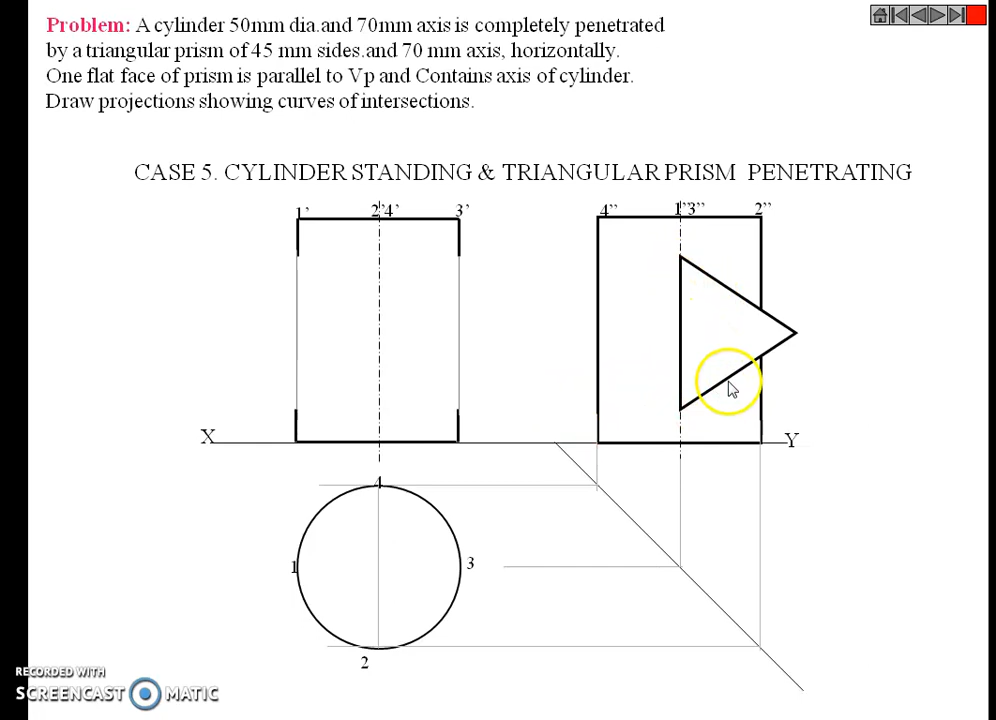 Problem: A cylinder 50mm dia.and 70mm axis is completely penetrated
by a triangular prism of 45 mm sides.and 70 mm axis, horizontally.
One flat face of prism is parallel to Vp and Contains axis of cylinder.
Draw projections showing curves of intersections.
CASE 5. CYLINDER STANDING & TRIANGULAR PRISM PENETRATING
1' 2'4' 3' 4" 1"3" 2"
X Y
4
1 3
2
RECORDED WITH
SCREENCAST MATIC